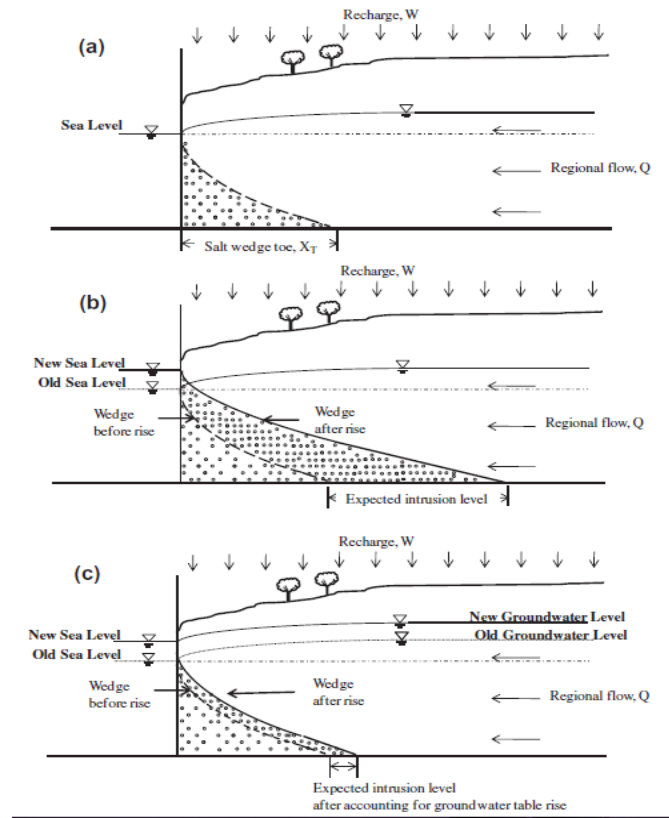 Recharge, W
(a)
Sea Level
Regional flow, Q
Salt wedge toe, XT
Recharge, W
(b)
New Sea Level
Old Sea Level
Wedge
before rise
Wedge
after rise
Regional flow, Q
Expected intrusion level
Recharge, W
(c)
New Groundwater Level
New Sea Level
Old Groundwater Level
Old Sea Level
Wedge
before rise
Wedge
after rise
Regional flow, Q
Expected intrusion level
after accounting for groundwater table rise